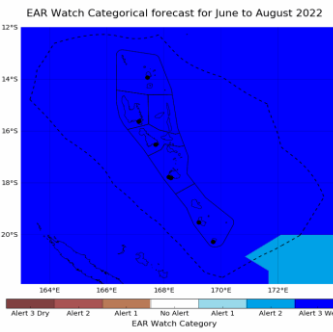 EAR Watch Categorical forecast for June to August 2022
12°S
14°S
16°S
18°S
20°S
164°E 166°E 168°E 170°E 172°E
Alert 3 Dry Alert 2 Alert 1 No Alert Alert 1 Alert 2 Alert 3 We
EAR Watch Category